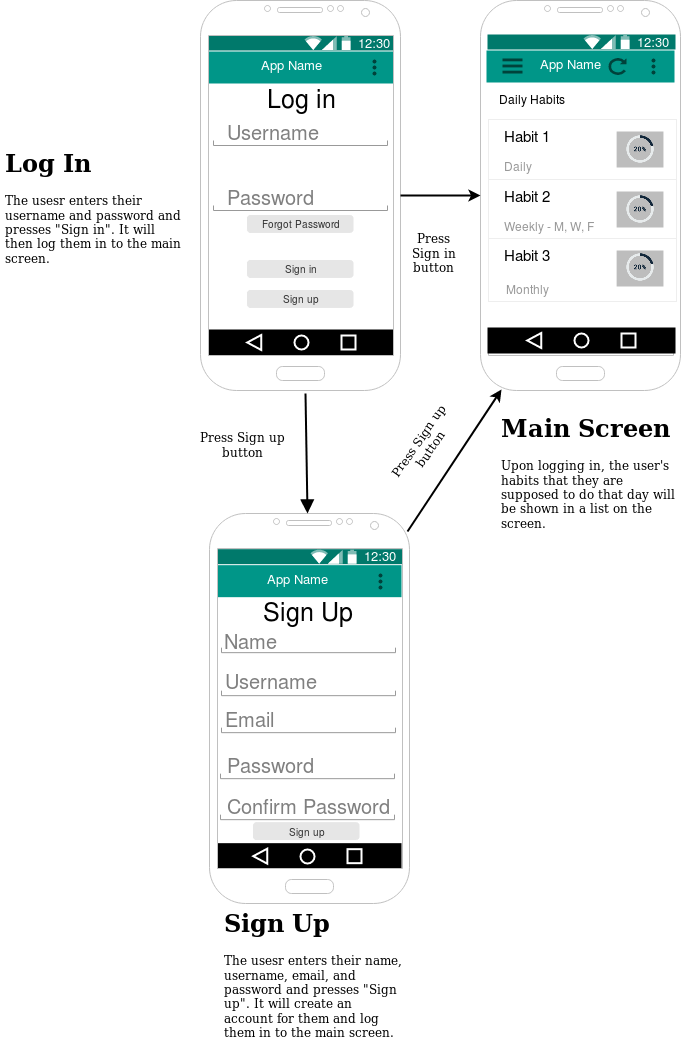 12:30
App Name
Log in
Username
Password
Forgot Password
Sign in
Sign up
Log In
The usesr enters their
username and password and
presses "Sign in". It will
then log them in to the main
screen.
Press
Sign in
button
12:30
App Name
Daily Habits
Habit 1
Daily
20%
Habit 2
Weekly - M, W, F
20%
Habit 3
Monthly
20%
Main Screen
Upon logging in, the user's
habits that they are
supposed to do that day will
be shown in a list on the
screen.
Press Sign up
button
Press Sign up
button
12:30
App Name
Sign Up
Name
Username
Email
Password
Confirm Password
Sign up
Sign Up
The usesr enters their name,
username, email, and
password and presses "Sign
up". It will create an
account for them and log
them in to the main screen.